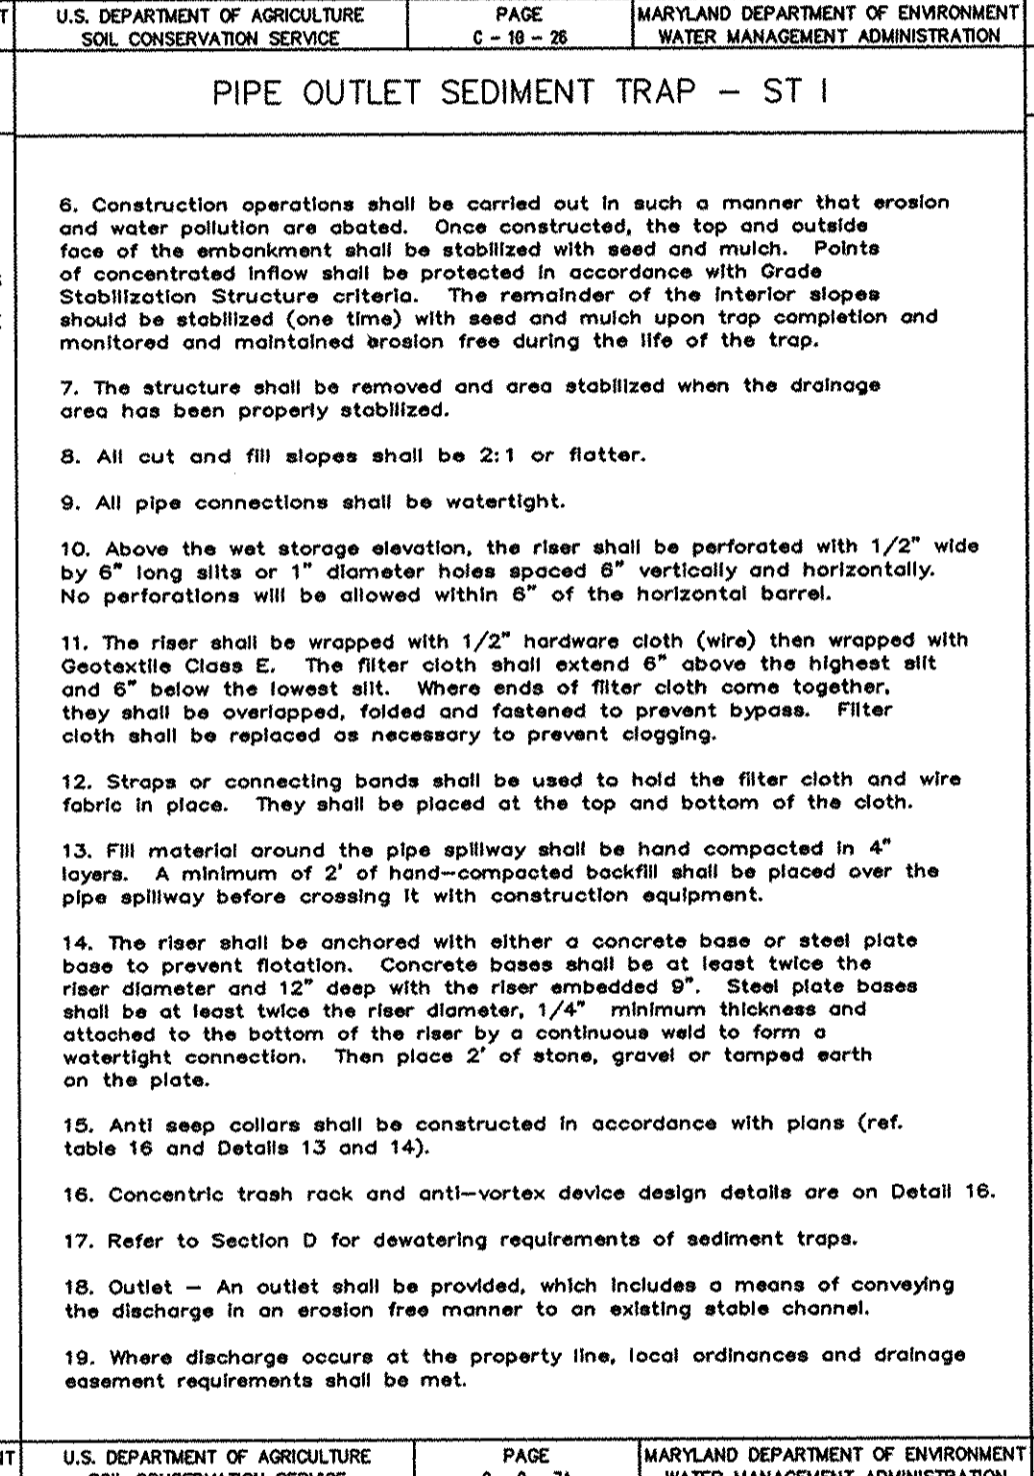 T
U.S. DEPARTMENT OF AGRICULTURE
SOIL CONSERVATION SERVICE
PAGE
C - 10 - 26
MARYLAND DEPARTMENT OF ENVIRONMENT
WATER MANAGEMENT ADMINISTRATION
PIPE OUTLET SEDIMENT TRAP - ST I
6. Construction operations shall be carried out in such a manner that erosion
and water pollution are abated. Once constructed, the top and outside
face of the embankment shall be stabilized with seed and mulch. Points
of concentrated inflow shall be protected in accordance with Grade
Stabilization Structure criteria. The remainder of the interior slopes
should be stabilized (one time) with seed and mulch upon trap completion and
monitored and maintained erosion free during the life of the trap.
7. The structure shall be removed and area stabilized when the drainage
area has been properly stabilized.
8. All cut and fill slopes shall be 2:1 or flatter.
9. All pipe connections shall be watertight.
10. Above the wet storage elevation, the riser shall be perforated with 1/2" wide
by 6" long slits or 1" diameter holes spaced 6" vertically and horizontally.
No perforations will be allowed within 6" of the horizontal barrel.
11. The riser shall be wrapped with 1/2" hardware cloth (wire) then wrapped with
Geotextile Class E. The filter cloth shall extend 6" above the highest slit
and 6" below the lowest slit. Where ends of filter cloth come together,
they shall be overlapped, folded and fastened to prevent bypass. Filter
cloth shall be replaced as necessary to prevent clogging.
12. Straps or connecting bands shall be used to hold the filter cloth and wire
fabric in place. They shall be placed at the top and bottom of the cloth.
13. Fill material around the pipe spillway shall be hand compacted in 4"
layers. A minimum of 2' of hand-compacted backfill shall be placed over the
pipe spillway before crossing it with construction equipment.
14. The riser shall be anchored with either a concrete base or steel plate
base to prevent flotation. Concrete bases shall be at least twice the
riser diameter and 12" deep with the riser embedded 9". Steel plate bases
shall be at least twice the riser diameter, 1/4" minimum thickness and
attached to the bottom of the riser by a continuous weld to form a
watertight connection. Then place 2' of stone, gravel or tamped earth
on the plate.
15. Anti seep collars shall be constructed in accordance with plans (ref.
table 16 and Details 13 and 14).
16. Concentric trash rack and anti-vortex device design details are on Detail 16.
17. Refer to Section D for dewatering requirements of sediment traps.
18. Outlet - An outlet shall be provided, which includes a means of conveying
the discharge in an erosion free manner to an existing stable channel.
19. Where discharge occurs at the property line, local ordinances and drainage
easement requirements shall be met.
NT
U.S. DEPARTMENT OF AGRICULTURE
SOIL CONSERVATION SERVICE
PAGE
MARYLAND DEPARTMENT OF ENVIRONMENT
WATER MANAGEMENT ADMINISTRATION